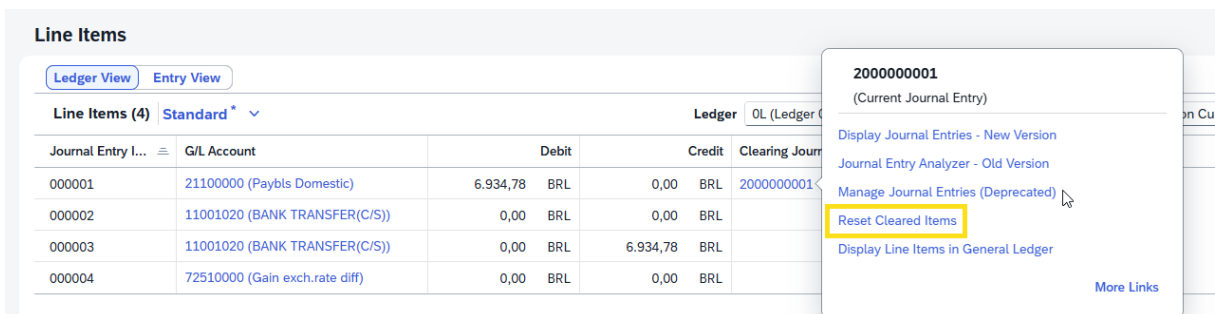 Line Items
Ledger View Entry View
Line Items (4) Standard * Ledger 0L (Ledger
Journal Entry I... G/L Account Debit Credit Clearing Journ
000001 21100000 (Paybls Domestic) 6.934,78 BRL 0,00 BRL 2000000001
000002 11001020 (BANK TRANSFER(C/S)) 0,00 BRL 0,00 BRL
000003 11001020 (BANK TRANSFER(C/S)) 0,00 BRL 6.934,78 BRL
000004 72510000 (Gain exch.rate diff) 0,00 BRL 0,00 BRL
2000000001
(Current Journal Entry)
Display Journal Entries - New Version
Journal Entry Analyzer - Old Version
Manage Journal Entries (Deprecated)
Reset Cleared Items
Display Line Items in General Ledger
More Links
on Cu